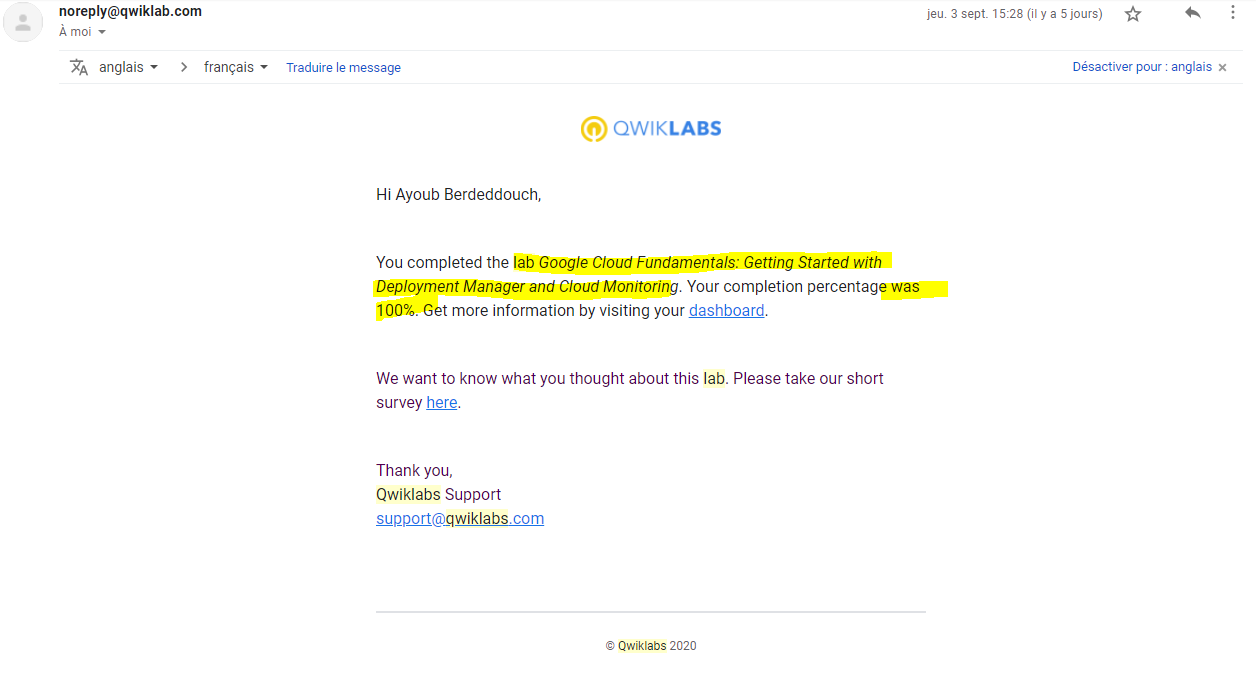 noreply@qwiklab.com
jeu. 3 sept. 15:28 (il y a 5 jours)
À moi
anglais
français
Traduire le message
Désactiver pour : anglais
QWIKLABS
Hi Ayoub Berdeddouch,
You completed the lab Google Cloud Fundamentals: Getting Started with
Deployment Manager and Cloud Monitoring. Your completion percentage was
100%. Get more information by visiting your dashboard.
We want to know what you thought about this lab. Please take our short
survey here.
Thank you,
Qwiklabs Support
support@qwiklabs.com
© Qwiklabs 2020